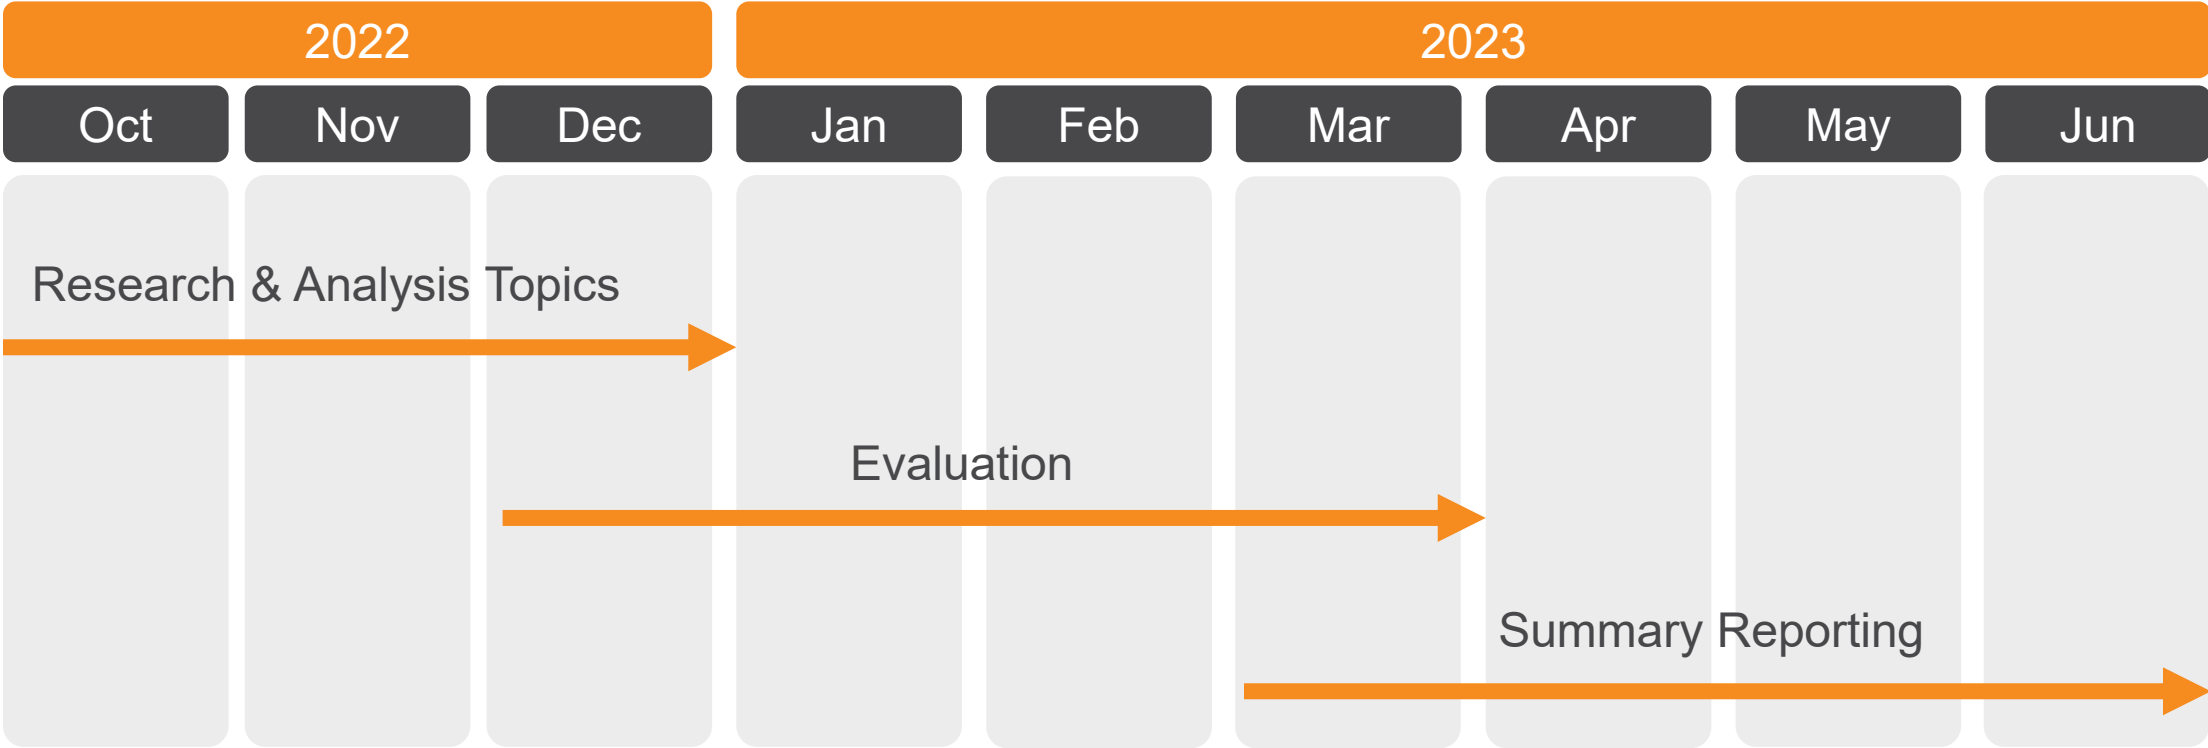 2022 2023
Oct Nov Dec Jan Feb Mar Apr May Jun
Research & Analysis Topics
Evaluation
Summary Reporting